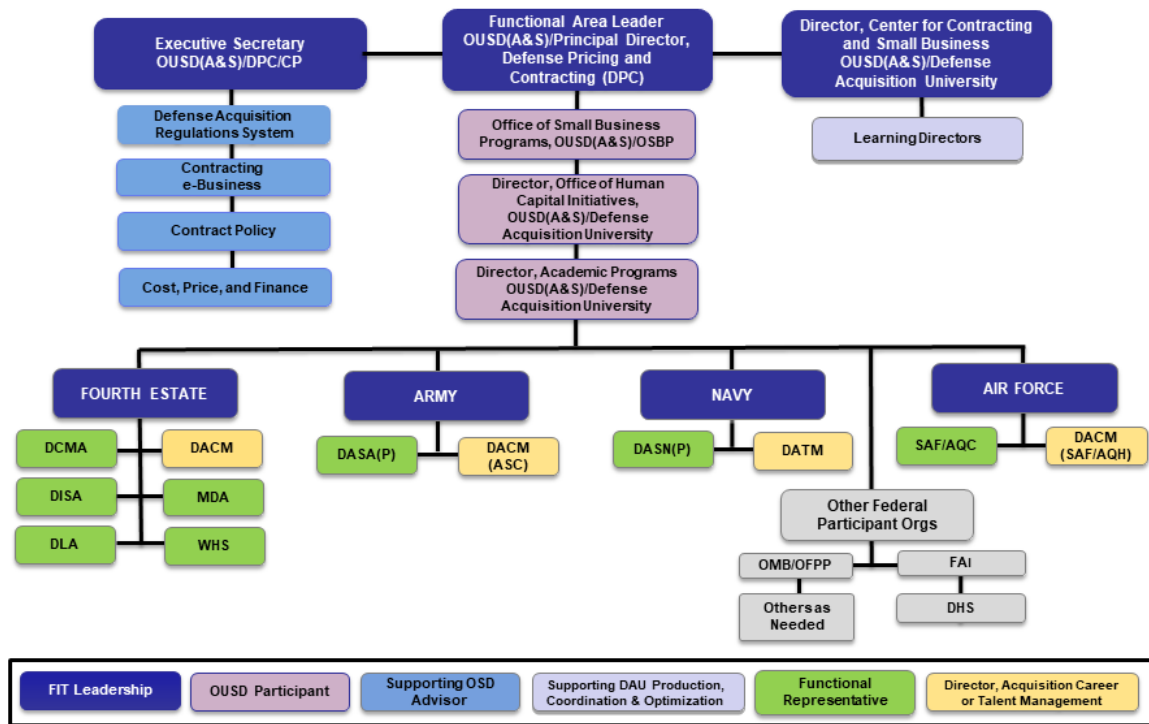 Executive Secretary
OUSD(A&S)/DPC/CP
Functional Area Leader
OUSD(A&S)/Principal Director,
Defense Pricing and
Contracting (DPC)
Director, Center for Contracting
and Small Business
OUSD(A&S)/Defense
Acquisition University
Defense Acquisition
Regulations System
Contracting
e-Business
Contract Policy
Cost, Price, and Finance
Office of Small Business
Programs, OUSD(A&S)/OSBP
Director, Office of Human
Capital Initiatives,
OUSD(A&S)/Defense
Acquisition University
Director, Academic Programs
OUSD(A&S)/Defense
Acquisition University
Learning Directors
FOURTH ESTATE
DCMA
DACM
DISA
MDA
DLA
WHS
ARMY
DASA(P)
DACM
(ASC)
NAVY
DASN(P)
DATM
AIR FORCE
SAF/AQC
DACM
(SAF/AQH)
Other Federal
Participant Orgs
OMB/OFPP
FAI
Others as
Needed
DHS
FIT Leadership
OUSD Participant
Supporting OSD
Advisor
Supporting DAU Production,
Coordination & Optimization
Functional
Representative
Director, Acquisition Career
or Talent Management